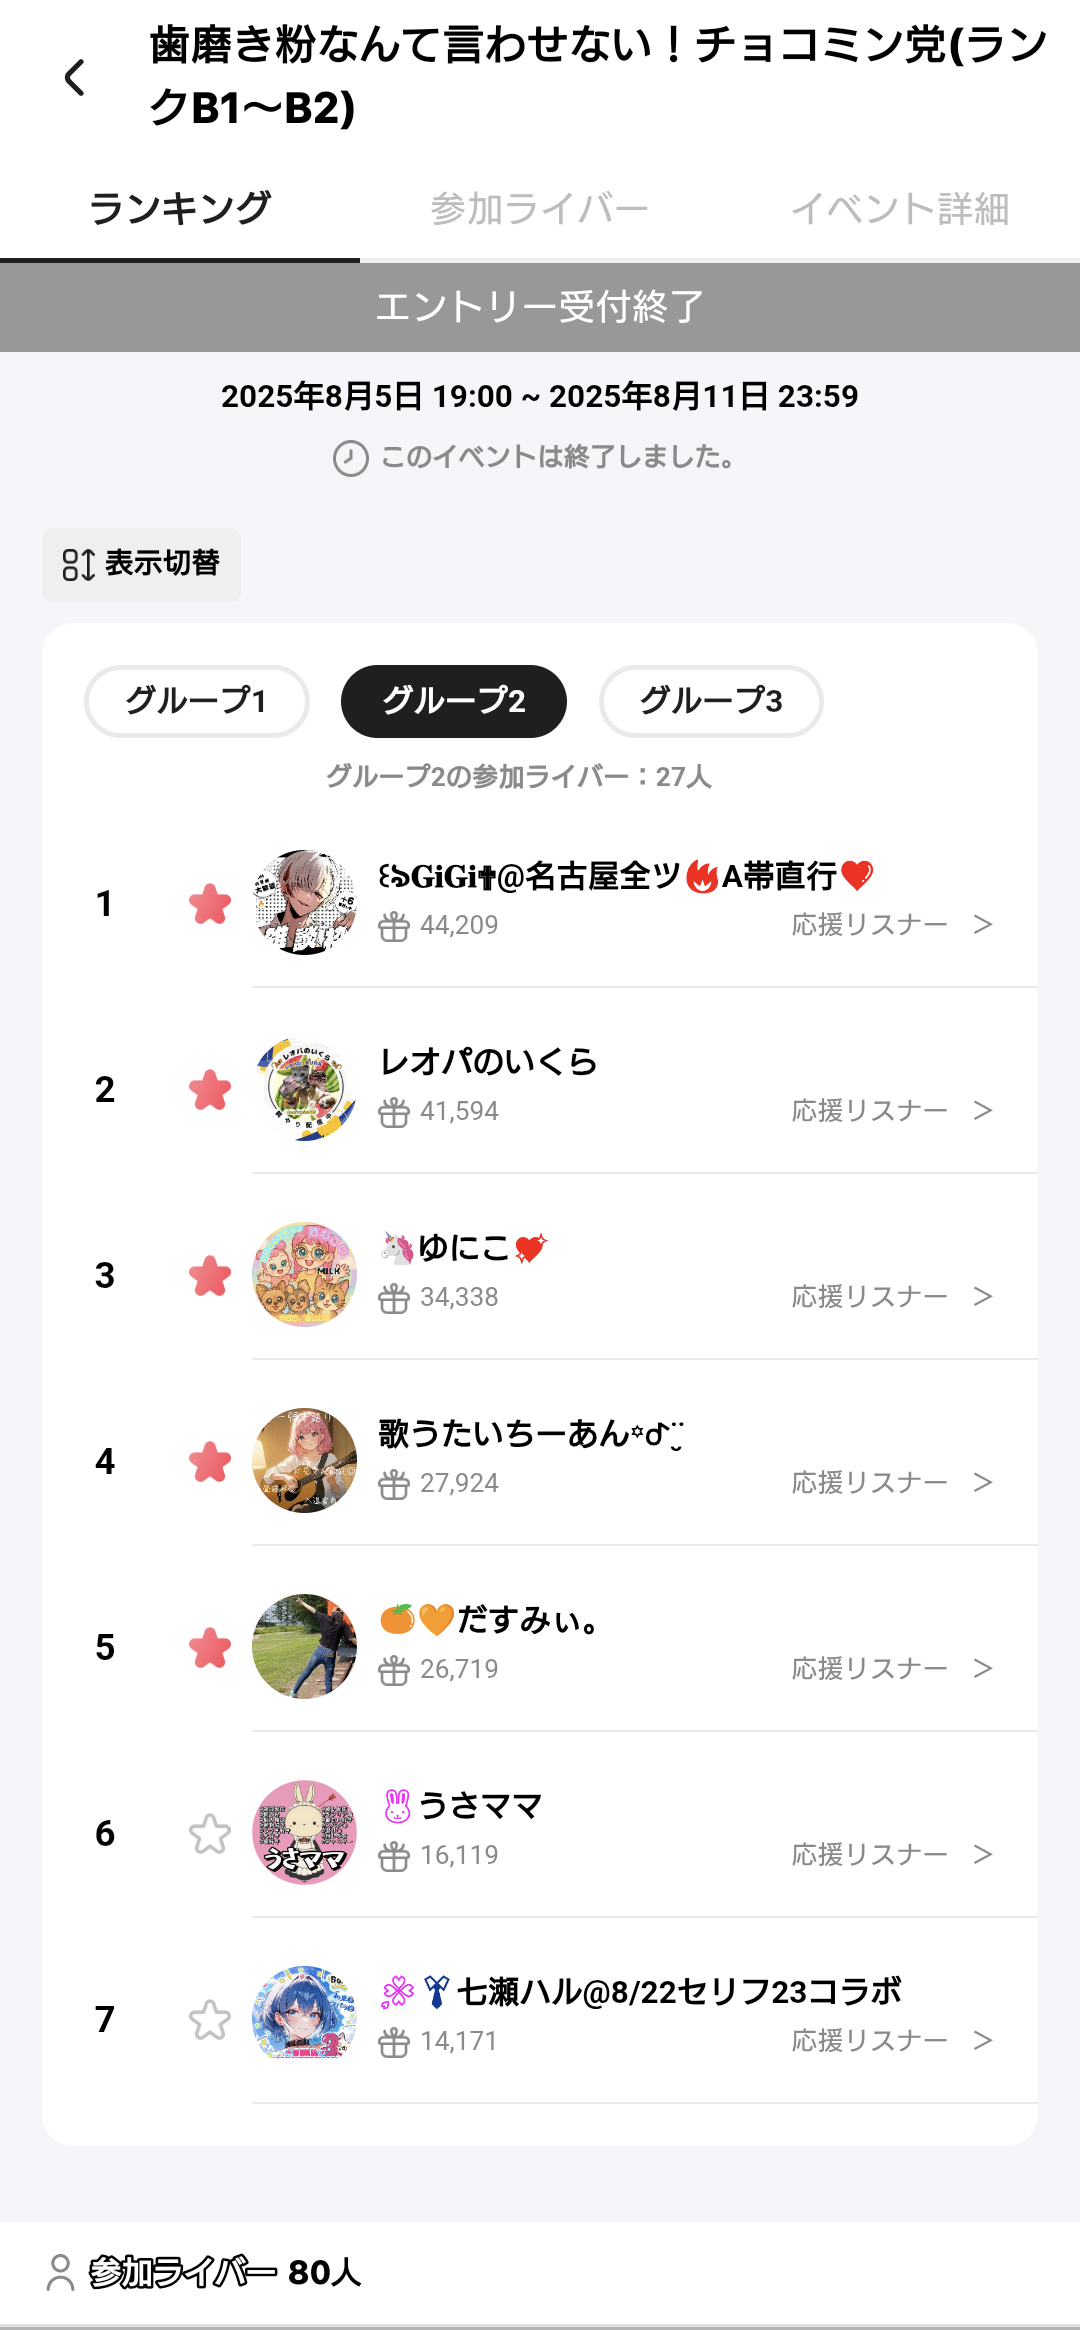 歯磨き粉なんて言わせない！チョコミン党(ラン
クB1〜B2)
ランキング
参加ライバー
イベント詳細
エントリー受付終了
2025年8月5日 19:00 ~ 2025年8月11日 23:59
このイベントは終了しました。
表示切替
グループ1
グループ2
グループ3
グループ2の参加ライバー：27人
1
꒰ঌ𝐆𝐢𝐆𝐢✟@名古屋全ツ🔥A帯直行❤️
44,209
応援リスナー ＞
2
レオパのいくら
41,594
応援リスナー ＞
3
🦄ゆにこ💖
34,338
応援リスナー ＞
4
歌うたいちーあん
27,924
応援リスナー ＞
5
🍊🧡だすみぃ。
26,719
応援リスナー ＞
6
うさママ
うさママ
16,119
応援リスナー ＞
7
七瀬ハル@8/22セリフ23コラボ
14,171
応援リスナー ＞
参加ライバー 80人